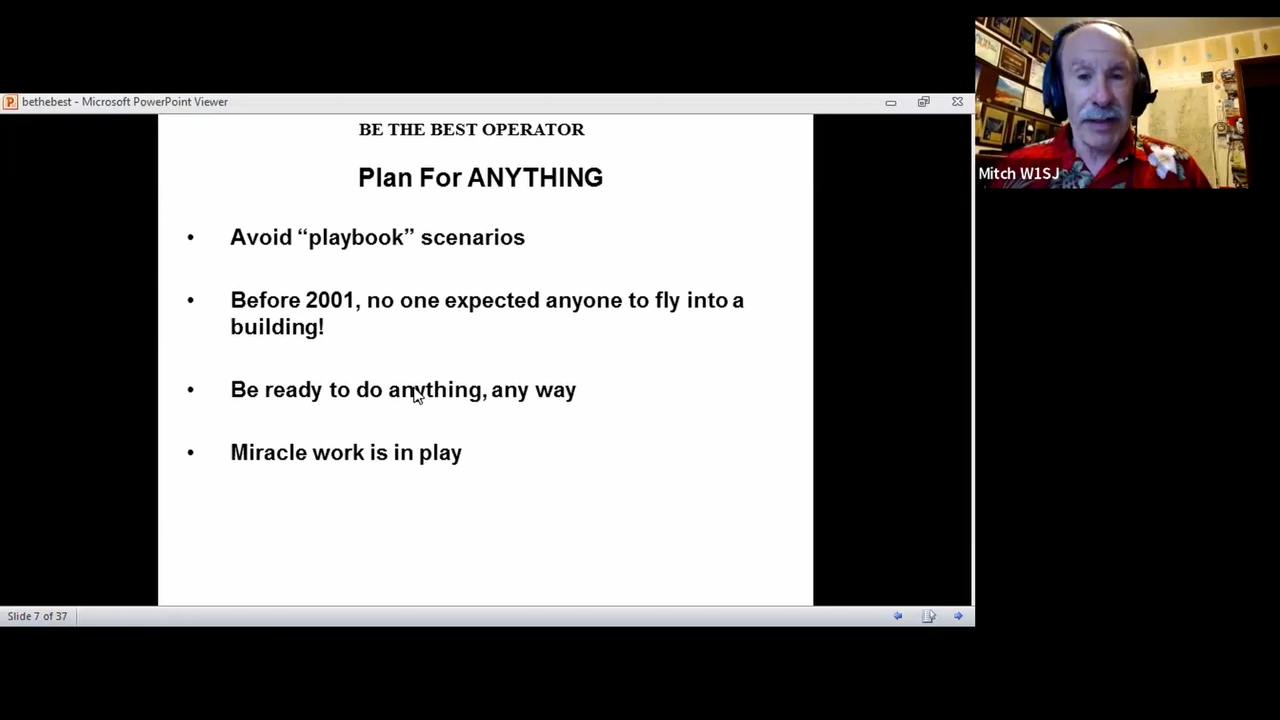 bethebest - Microsoft PowerPoint Viewer
BE THE BEST OPERATOR
Plan For ANYTHING
• Avoid “playbook” scenarios
• Before 2001, no one expected anyone to fly into a
building!
• Be ready to do anything, any way
• Miracle work is in play
Slide 7 of 37
Mitch W1SJ